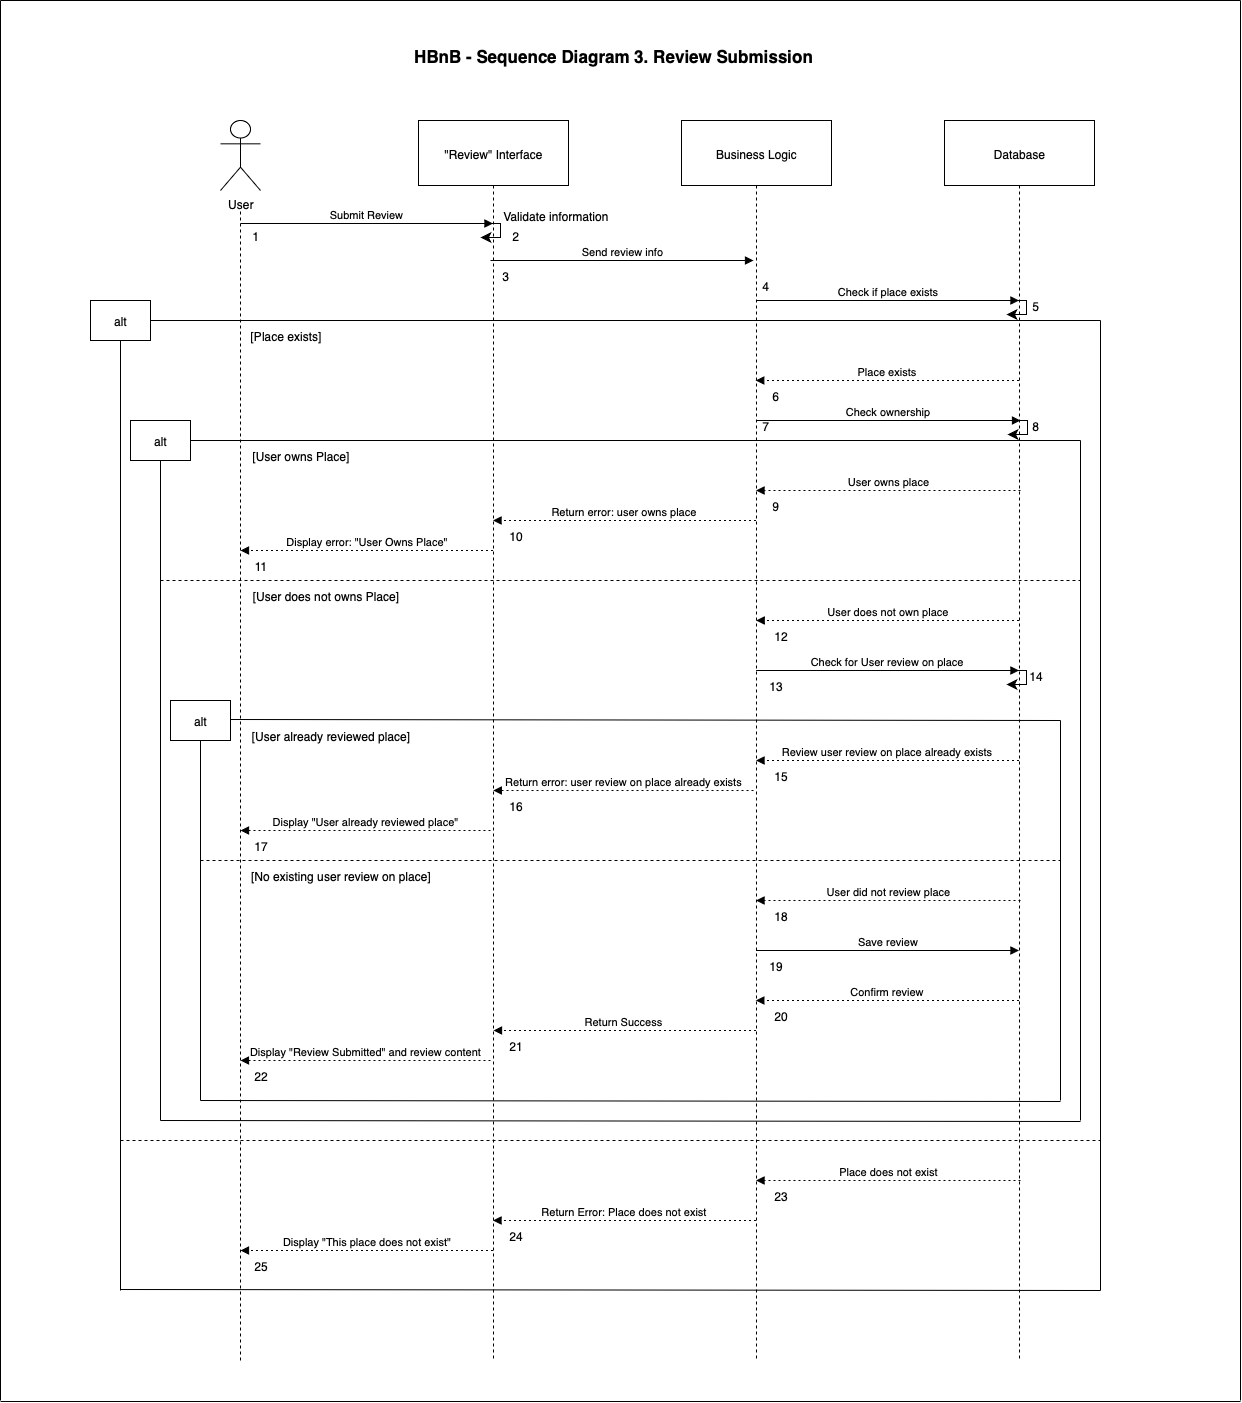 HBnB - Sequence Diagram 3. Review Submission
User
"Review" Interface
Business Logic
Database
Submit Review
1
Validate information
2
Send review info
3
4
Check if place exists
5
alt
[Place exists]
Place exists
6
Check ownership
7
8
alt
[User owns Place]
User owns place
9
Return error: user owns place
10
Display error: "User Owns Place"
11
[User does not owns Place]
User does not own place
12
Check for User review on place
13
14
alt
[User already reviewed place]
Review user review on place already exists
15
Return error: user review on place already exists
16
Display "User already reviewed place"
17
[No existing user review on place]
User did not review place
18
Save review
19
Confirm review
20
Return Success
21
Display "Review Submitted" and review content
22
Place does not exist
23
Return Error: Place does not exist
24
Display "This place does not exist"
25